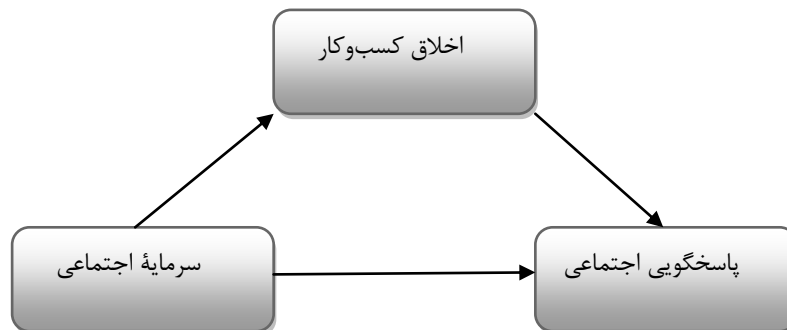 اخلاق کسب‌وکار
سرمایهٔ اجتماعی
پاسخگویی اجتماعی